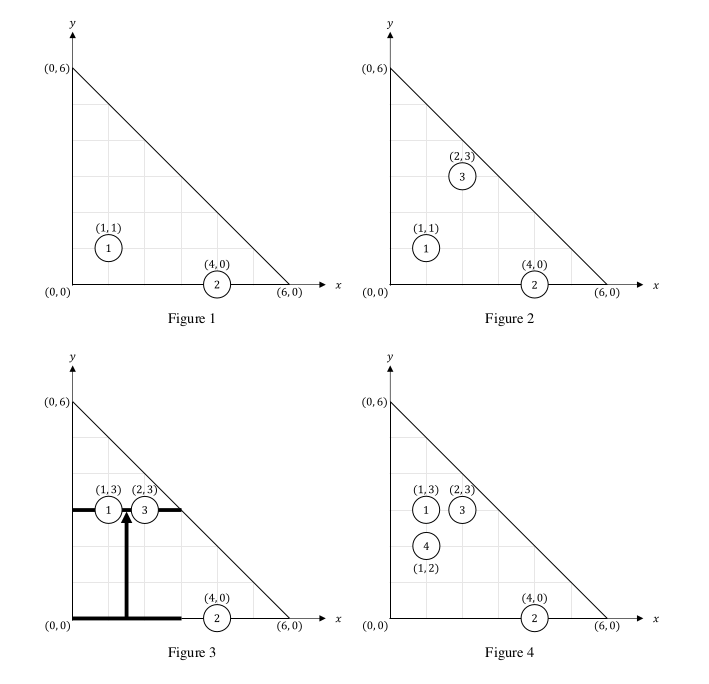 y
y
(0, 6)
(0, 6)
(2, 3)
3
(1, 1)
(1, 1)
1
1
(4, 0)
(4, 0)
2
2
x
x
(0, 0)
(6, 0)
(0, 0)
(6, 0)
Figure 1
Figure 2
y
y
(0, 6)
(0, 6)
(1, 3) (2, 3)
(1, 3) (2, 3)
1 3
1 3
4
(1, 2)
(4, 0)
(4, 0)
2
2
x
x
(0, 0)
(6, 0)
(0, 0)
(6, 0)
Figure 3
Figure 4